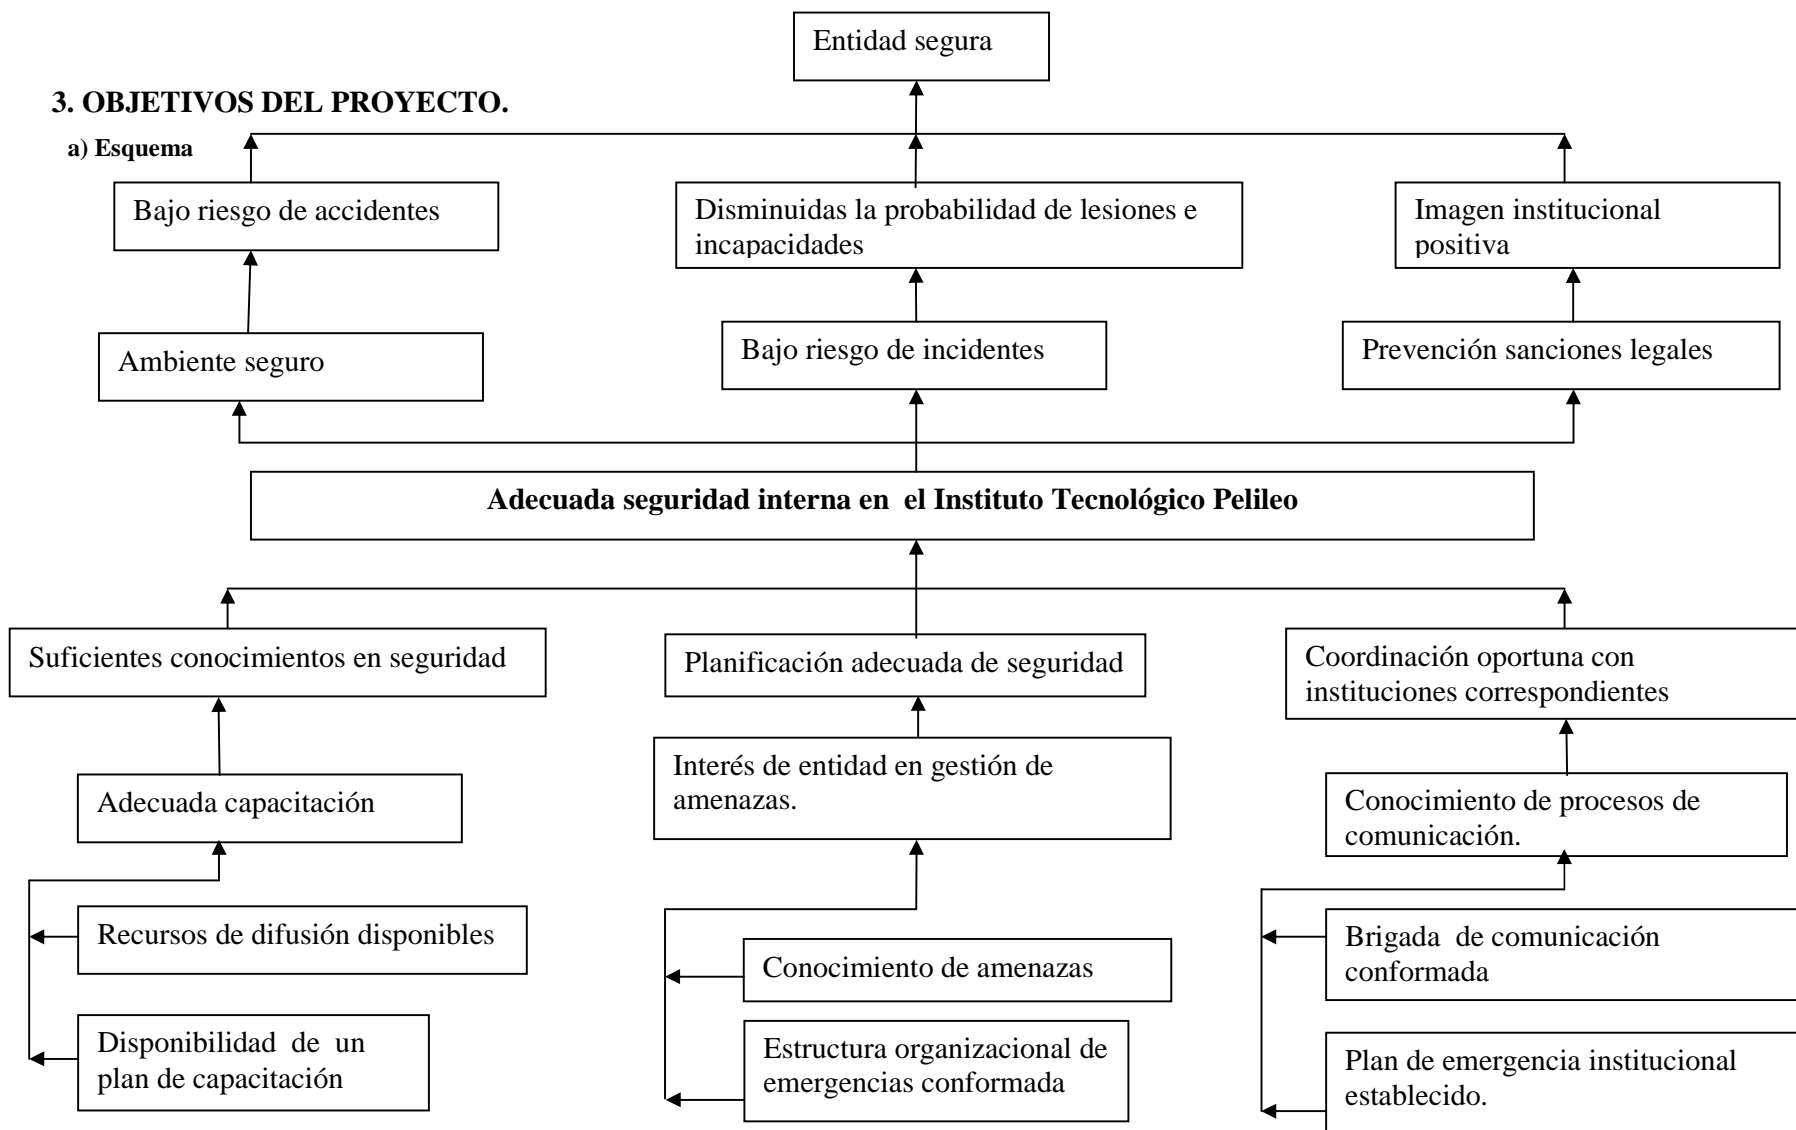 Entidad segura
3. OBJETIVOS DEL PROYECTO.
a) Esquema
Bajo riesgo de accidentes
Disminuidas la probabilidad de lesiones e
incapacidades
Imagen institucional
positiva
Ambiente seguro
Bajo riesgo de incidentes
Prevención sanciones legales
Adecuada seguridad interna en  el Instituto Tecnológico Pelileo
Suficientes conocimientos en seguridad
Planificación adecuada de seguridad
Coordinación oportuna con
instituciones correspondientes
Adecuada capacitación
Interés de entidad en gestión de
amenazas.
Conocimiento de procesos de
comunicación.
Recursos de difusión disponibles
Conocimiento de amenazas
Brigada  de comunicación
conformada
Disponibilidad  de  un
plan de capacitación
Estructura organizacional de
emergencias conformada
Plan de emergencia institucional
establecido.